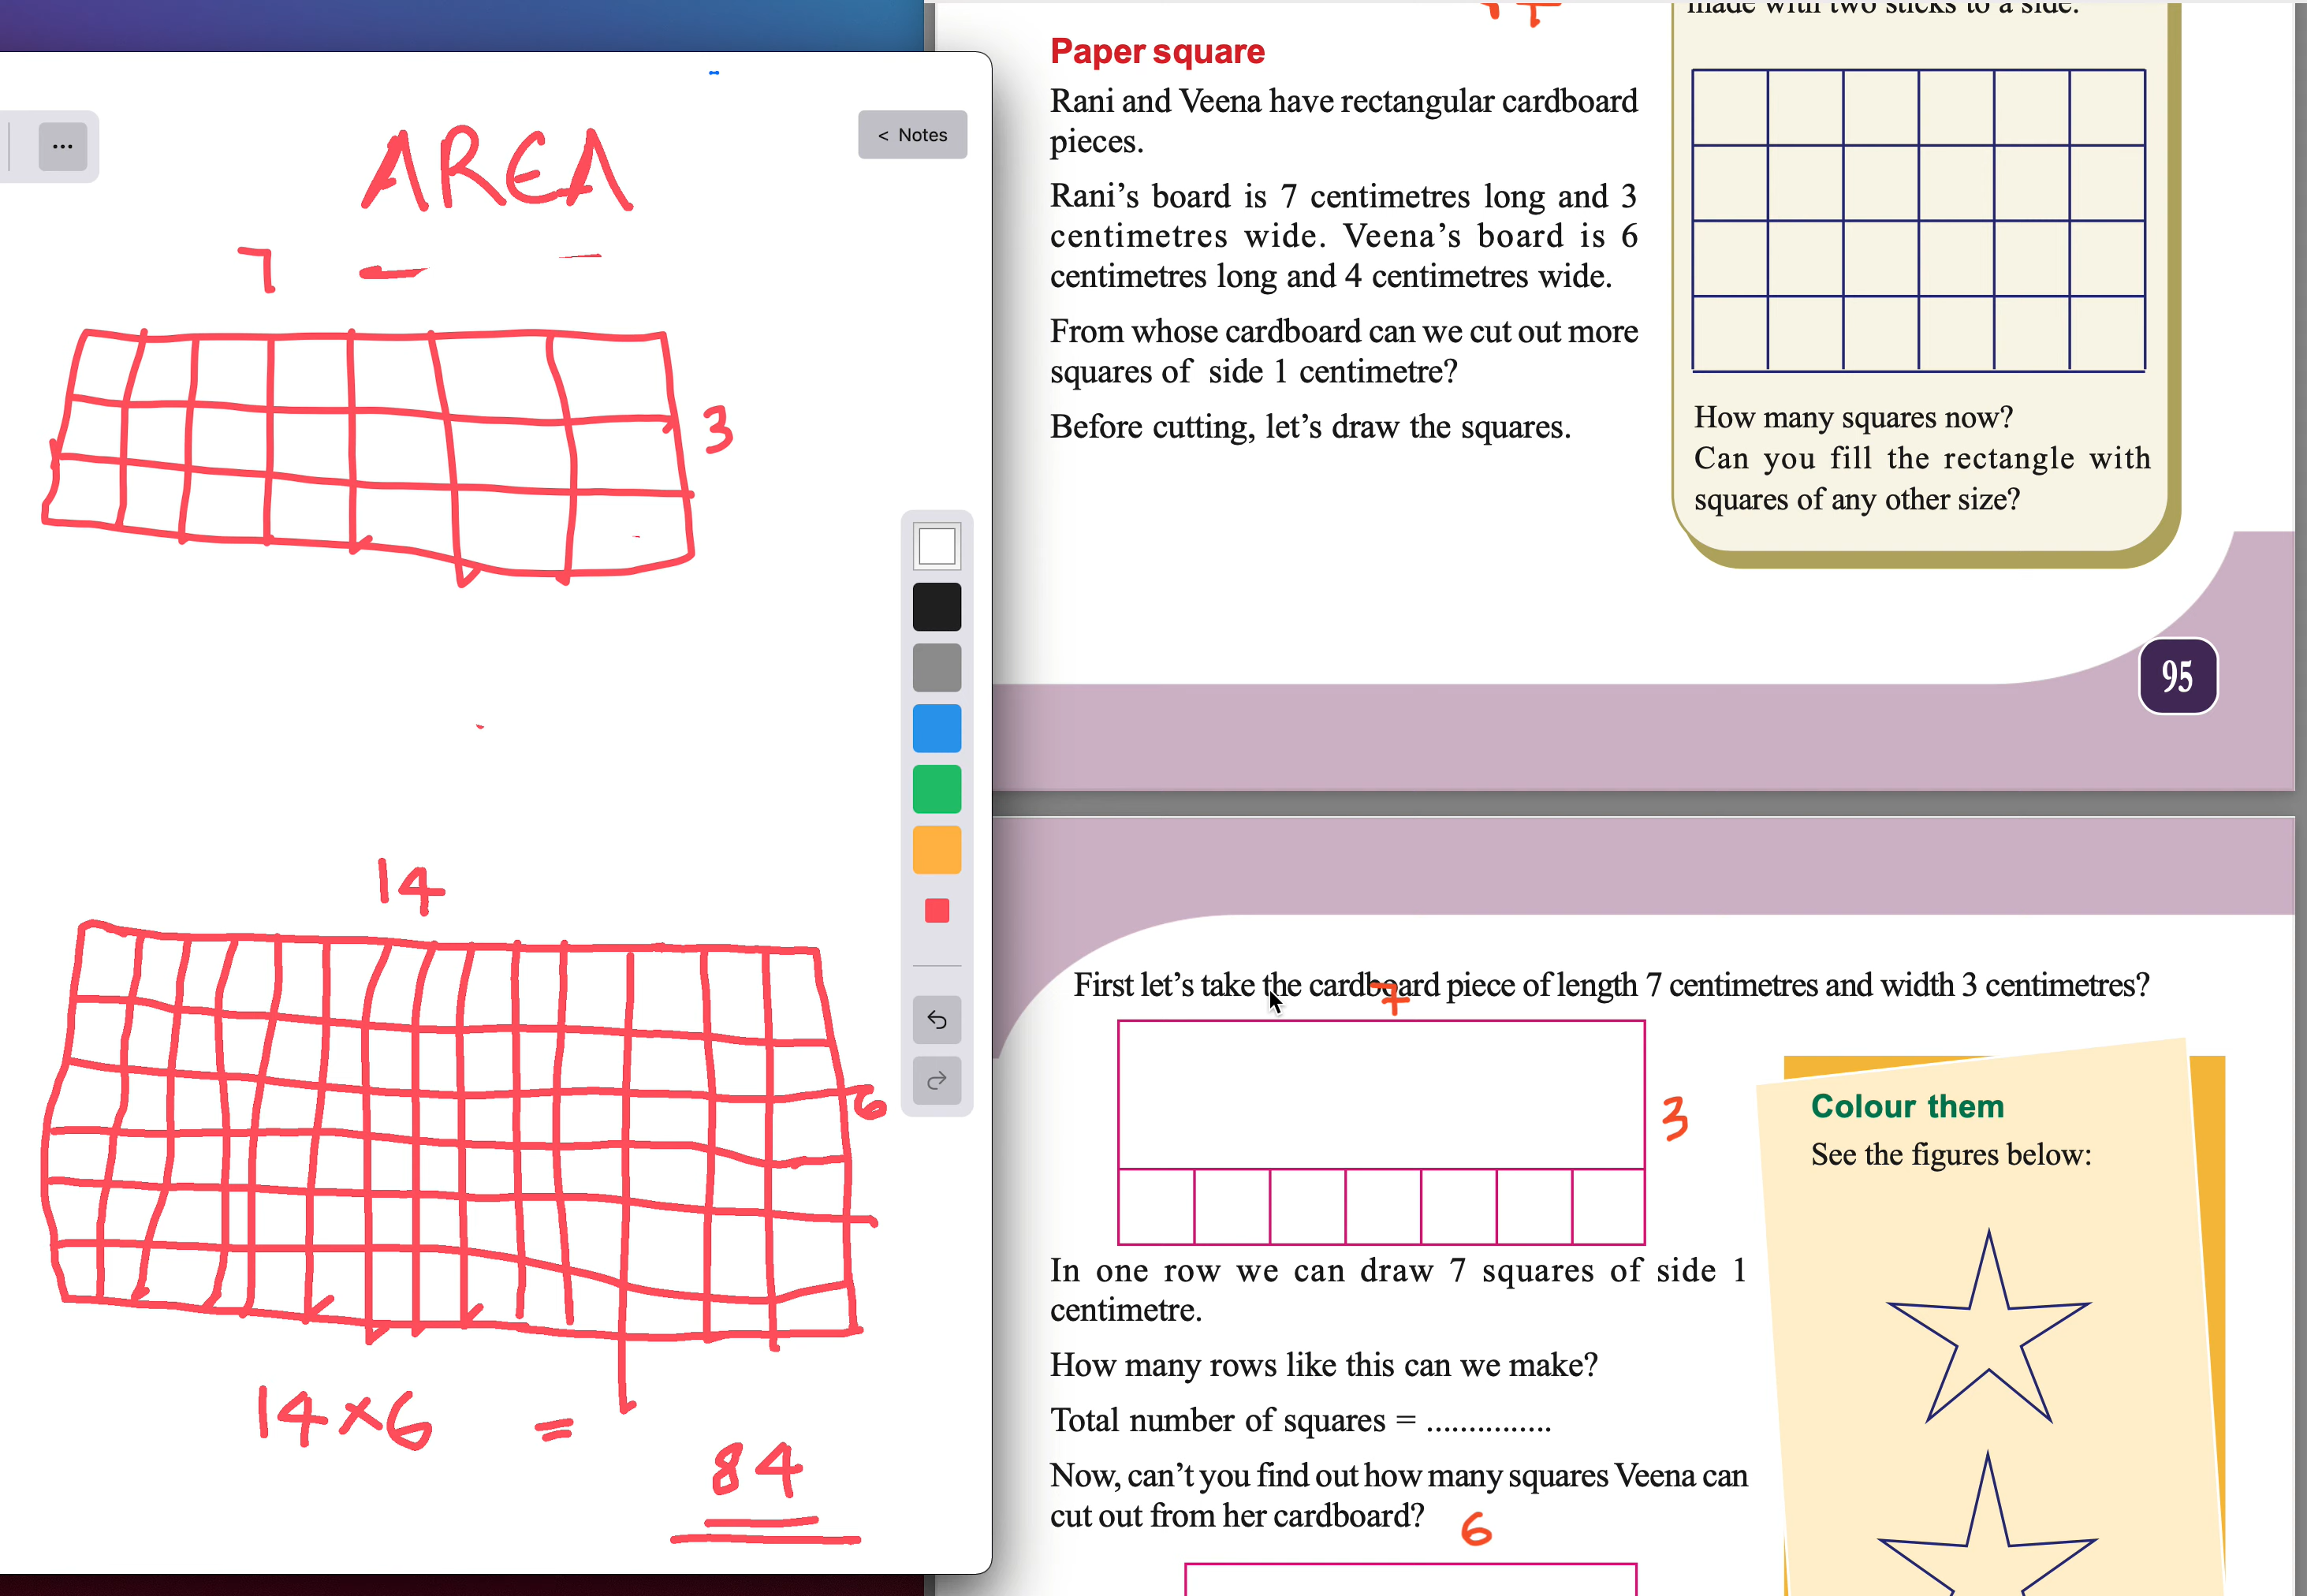 < Notes
AREA
7
3
14
6
14×6 =
84
made with two sticks to a side.
Paper square
Rani and Veena have rectangular cardboard
pieces.
Rani’s board is 7 centimetres long and 3
centimetres wide. Veena’s board is 6
centimetres long and 4 centimetres wide.
From whose cardboard can we cut out more
squares of side 1 centimetre?
Before cutting, let’s draw the squares.
How many squares now?
Can you fill the rectangle with
squares of any other size?
95
First let’s take the cardboard piece of length 7 centimetres and width 3 centimetres?
7
3
In one row we can draw 7 squares of side 1
centimetre.
How many rows like this can we make?
Total number of squares = ...............
Now, can’t you find out how many squares Veena can
cut out from her cardboard?
6
Colour them
See the figures below: